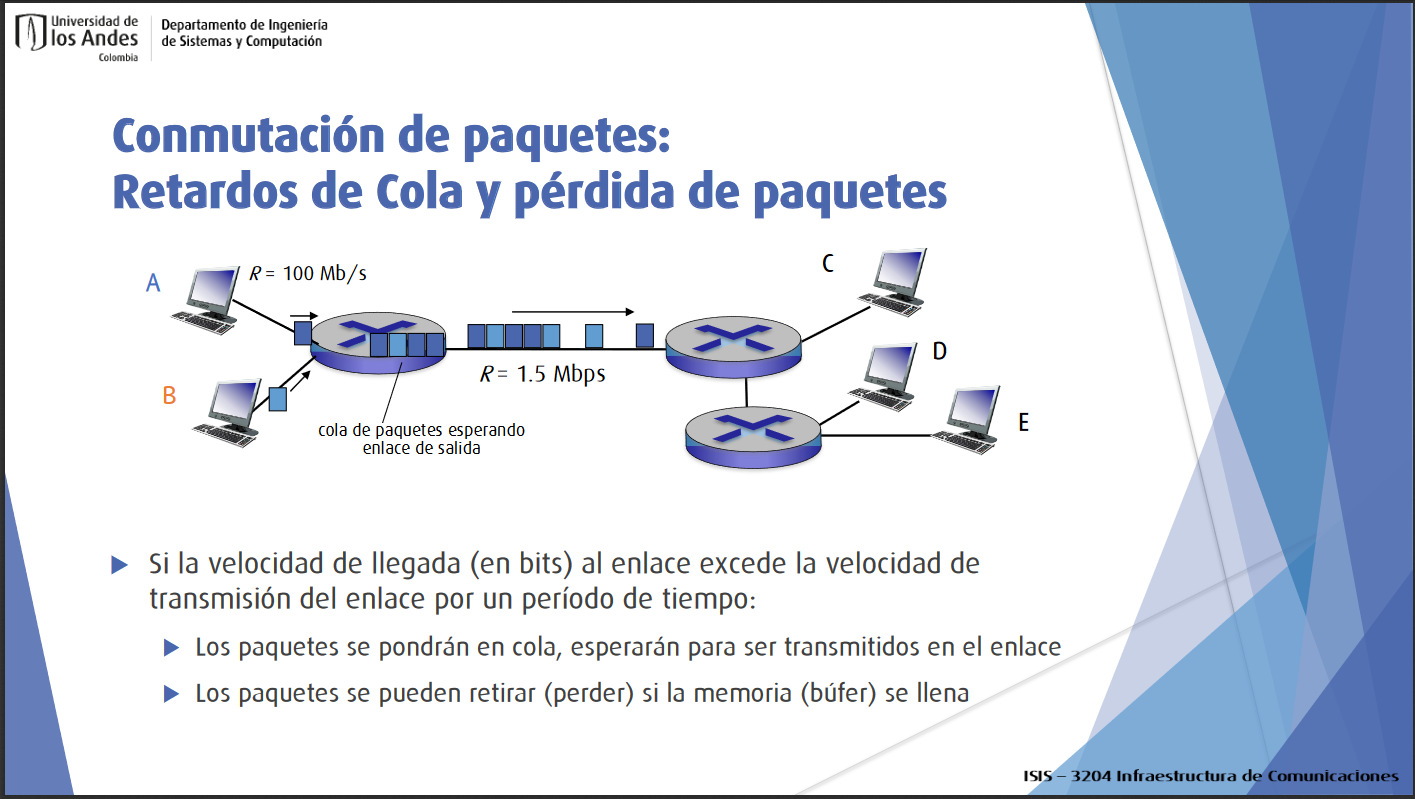 Universidad de
los Andes
Colombia
Departamento de Ingeniería
de Sistemas y Computación
Conmutación de paquetes:
Retardos de Cola y pérdida de paquetes
A
R = 100 Mb/s
C
B
R = 1.5 Mbps
D
E
cola de paquetes esperando
enlace de salida
Si la velocidad de llegada (en bits) al enlace excede la velocidad de
transmisión del enlace por un período de tiempo:
Los paquetes se pondrán en cola, esperarán para ser transmitidos en el enlace
Los paquetes se pueden retirar (perder) si la memoria (búfer) se llena
ISIS – 3204 Infraestructura de Comunicaciones